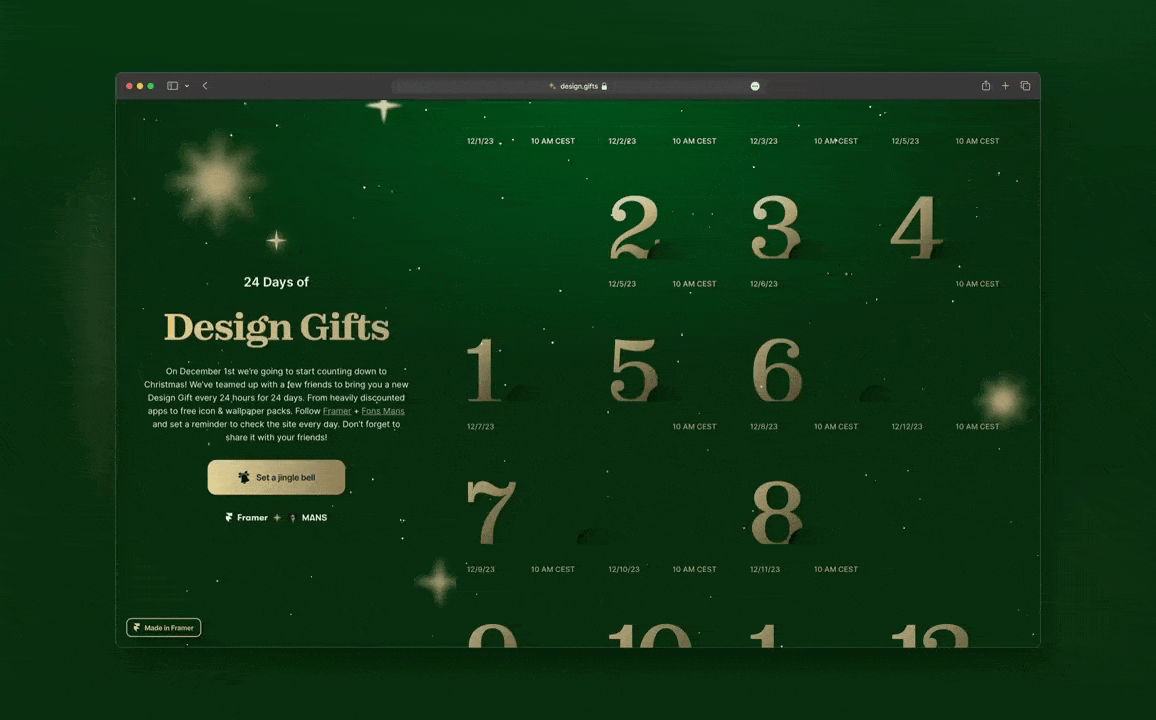 design.gifts
24 Days of
Design Gifts
On December 1st we're going to start counting down to
Christmas! We've teamed up with a few friends to bring you a new
Design Gift every 24 hours for 24 days. From heavily discounted
apps to free icon & wallpaper packs. Follow Framer + Fons Mans
and set a reminder to check the site every day. Don't forget to
share it with your friends!
Set a jingle bell
Framer + MANS
Made in Framer
12/1/23 10 AM CEST 12/2/23 10 AM CEST 12/3/23 10 AM CEST 12/5/23 10 AM CEST
2 3 4
12/5/23 10 AM CEST 12/6/23 10 AM CEST
1 5 6
12/7/23 10 AM CEST 12/8/23 10 AM CEST 12/12/23 10 AM CEST
7 8
12/9/23 10 AM CEST 12/10/23 10 AM CEST 12/11/23 10 AM CEST
9 10 1 12